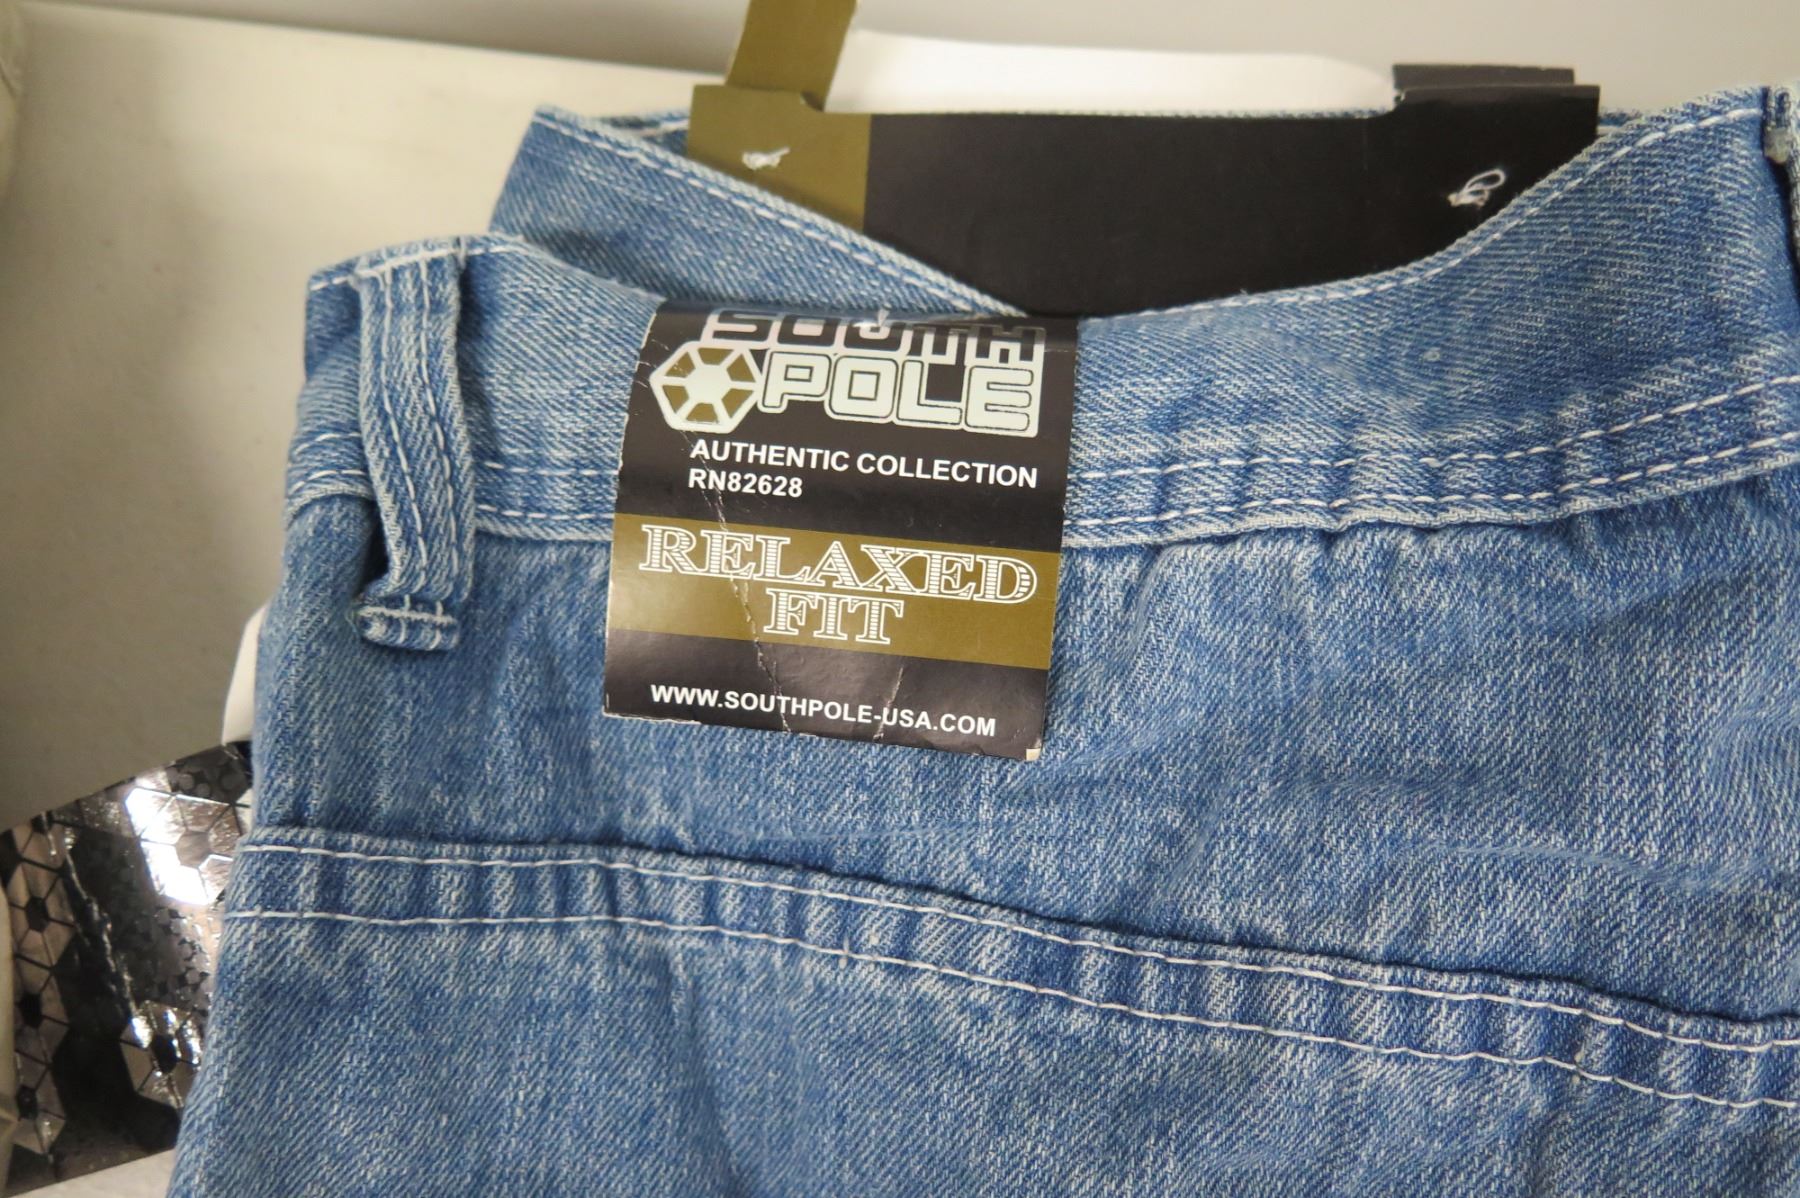 SOUTH
POLE
AUTHENTIC COLLECTION
RN82628
RELAXED
FIT
WWW.SOUTHPOLE-USA.COM